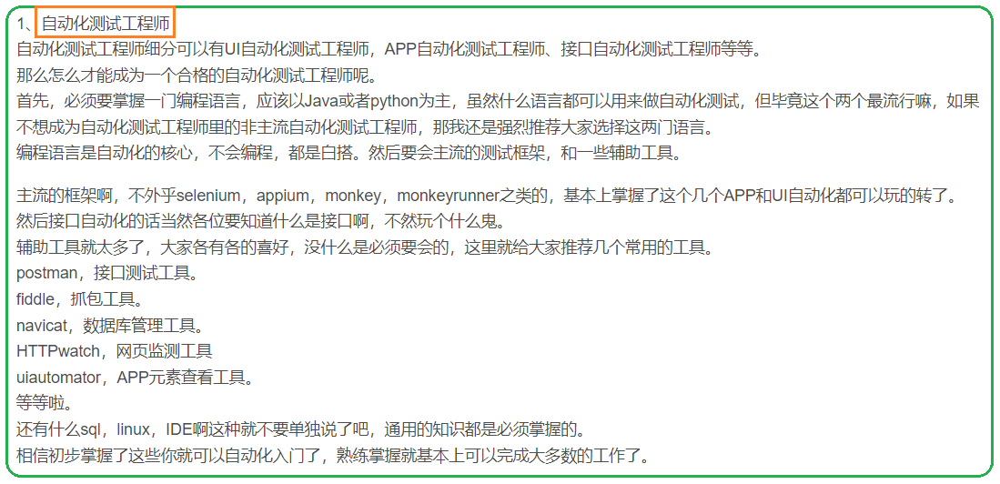 1、自动化测试工程师
自动化测试工程师细分可以有UI自动化测试工程师，APP自动化测试工程师、接口自动化测试工程师等等。
那么怎么才能成为一个合格的自动化测试工程师呢。
首先，必须要掌握一门编程语言，应该以Java或者python为主，虽然什么语言都可以用来做自动化测试，但毕竟这个两个最流行嘛，如果
不想成为自动化测试工程师里的非主流自动化测试工程师，那我还是强烈推荐大家选择这两门语言。
编程语言是自动化的核心，不会编程，都是白搭。然后要会主流的测试框架，和一些辅助工具。
主流的框架啊，不外乎selenium，appium，monkey，monkeyrunner之类的，基本上掌握了这个几个APP和UI自动化都可以玩的转了。
然后接口自动化的话当然各位要知道什么是接口啊，不然玩个什么鬼。
辅助工具就太多了，大家各有各的喜好，没什么是必须要会的，这里就给大家推荐几个常用的工具。
postman，接口测试工具。
fiddle，抓包工具。
navicat，数据库管理工具。
HTTPwatch，网页监测工具
uiautomator，APP元素查看工具。
等等啦。
还有什么sql，linux，IDE啊这种就不要单独说了吧，通用的知识都是必须掌握的。
相信初步掌握了这些你就可以自动化入门了，熟练掌握就基本上可以完成大多数的工作了。